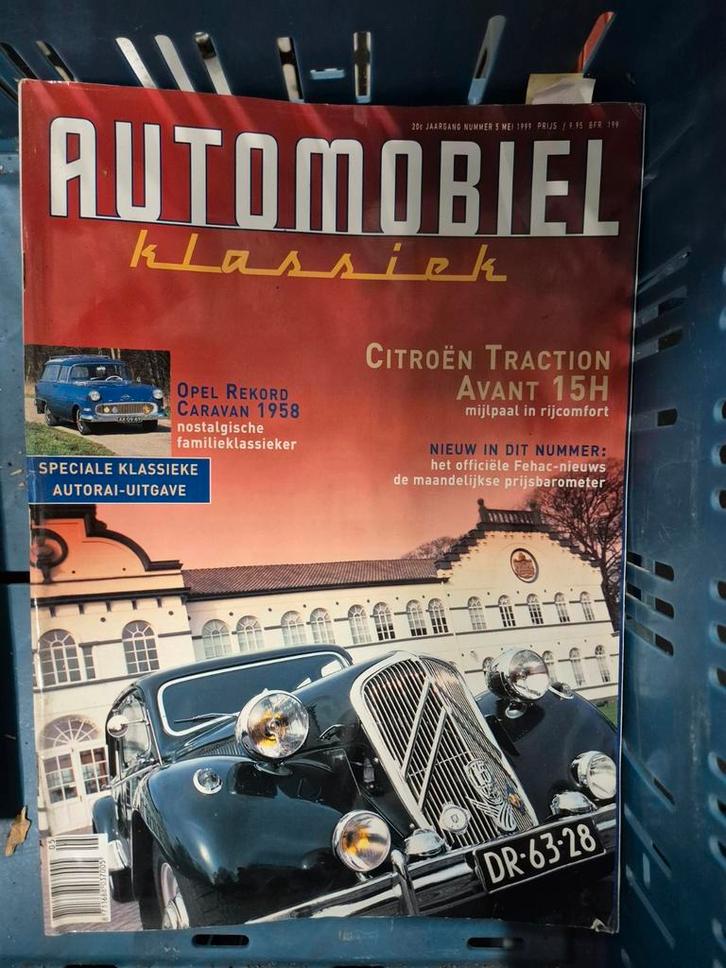 20e JAARGANG NUMMER 5 MEI 1999 PRIJS f 9.95 BFR. 199
AUTOMOBIEL
klassiek
OPEL REKORD
CARAVAN 1958
nostalgische
familieklassieker
SPECIALE KLASSIEKE
AUTORAI-UITGAVE
CITROËN TRACTION
AVANT 15H
mijlpaal in rijcomfort
NIEUW IN DIT NUMMER:
het officiële Fehac-nieuws
de maandelijkse prijsbarometer
DR-63-28
05